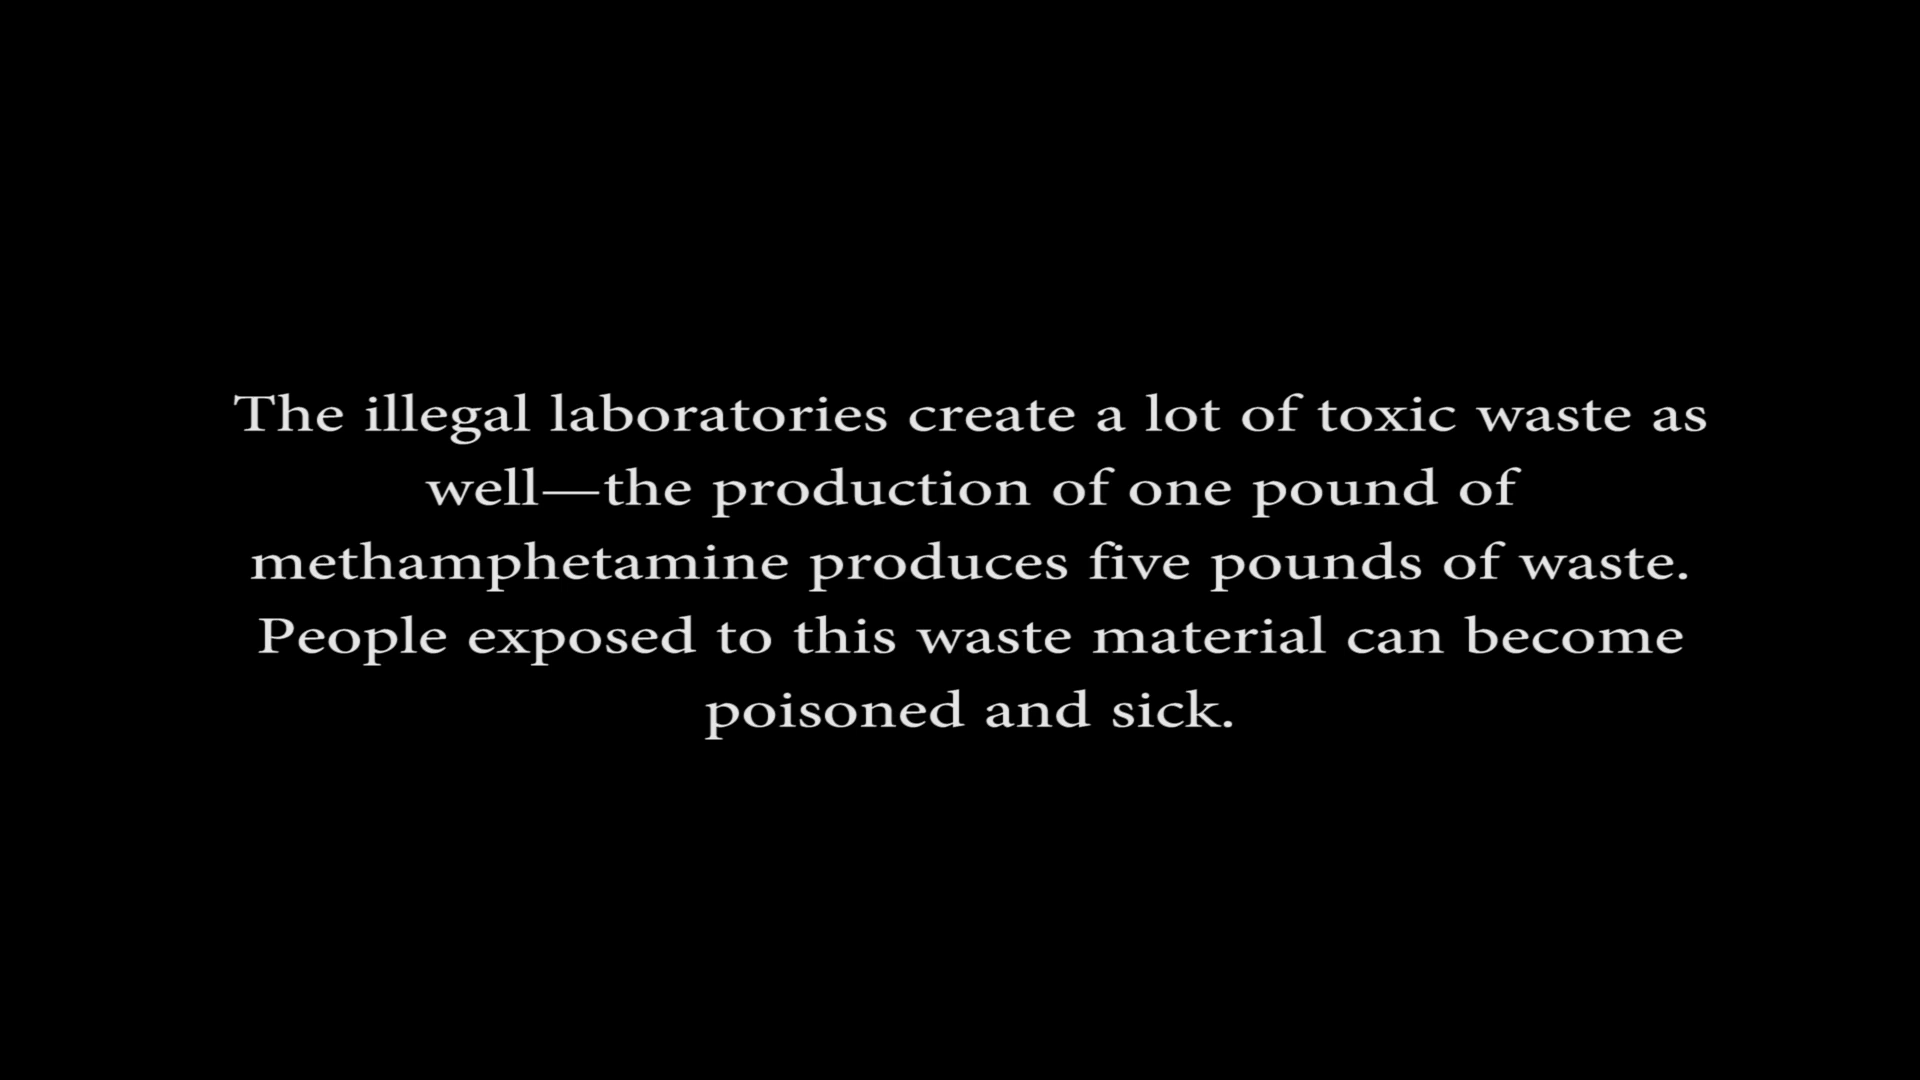 The illegal laboratories create a lot of toxic waste as
well—the production of one pound of
methamphetamine produces five pounds of waste.
People exposed to this waste material can become
poisoned and sick.